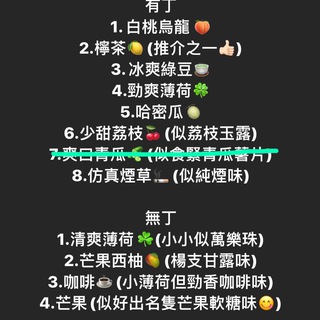 有丁
1. 白桃烏龍 🍑
2.檸茶🍋 (推介之一👍🏻)
3. 冰爽綠豆🍵
4.勁爽薄荷🍀
5.哈密瓜🍈
6.少甜荔枝🍒 (似荔枝玉露)
7.爽口青瓜🥒 (似食緊青瓜薯片)
8.仿真煙草🚬 (似純煙味)
無丁
1.清爽薄荷🍀(小小似萬樂珠)
2.芒果西柚🥭 (楊支甘露味)
3.咖啡☕ (小薄荷但勁香咖啡味)
4.芒果 (似好出名隻芒果軟糖味😋)